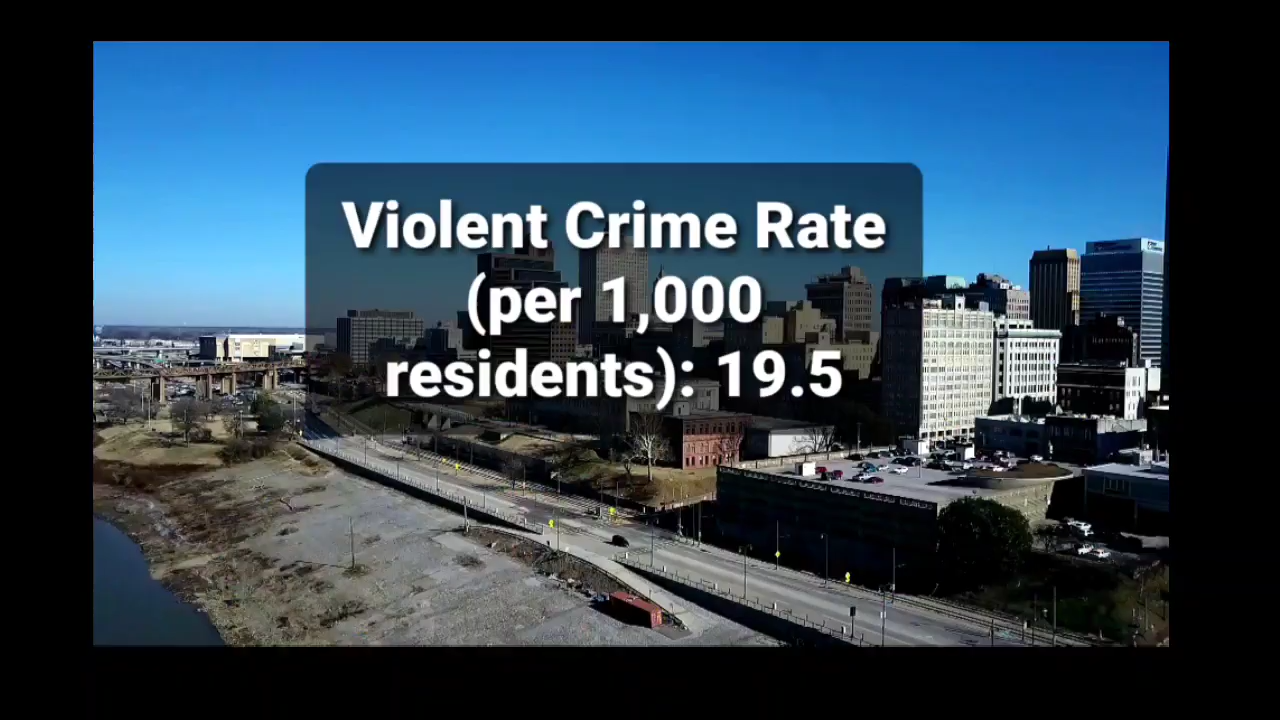 Violent Crime Rate
(per 1,000
residents): 19.5